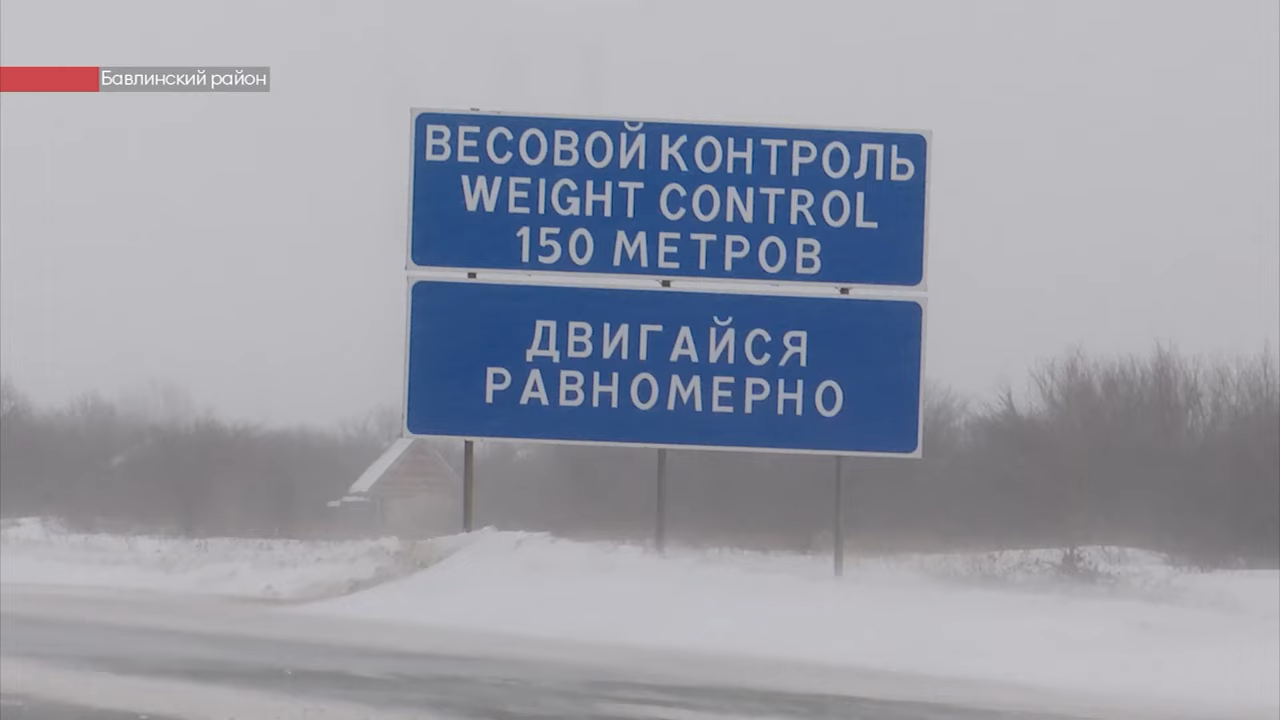 Бавлинский район
ВЕСОВОЙ КОНТРОЛЬ
WEIGHT CONTROL
150 МЕТРОВ
ДВИГАЙСЯ
РАВНОМЕРНО